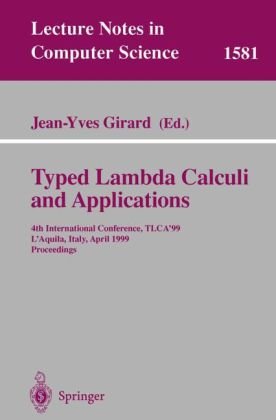 Lecture Notes in
Computer Science 1581
Jean-Yves Girard (Ed.)
Typed Lambda Calculi
and Applications
4th International Conference, TLCA'99
L'Aquila, Italy, April 1999
Proceedings
Springer